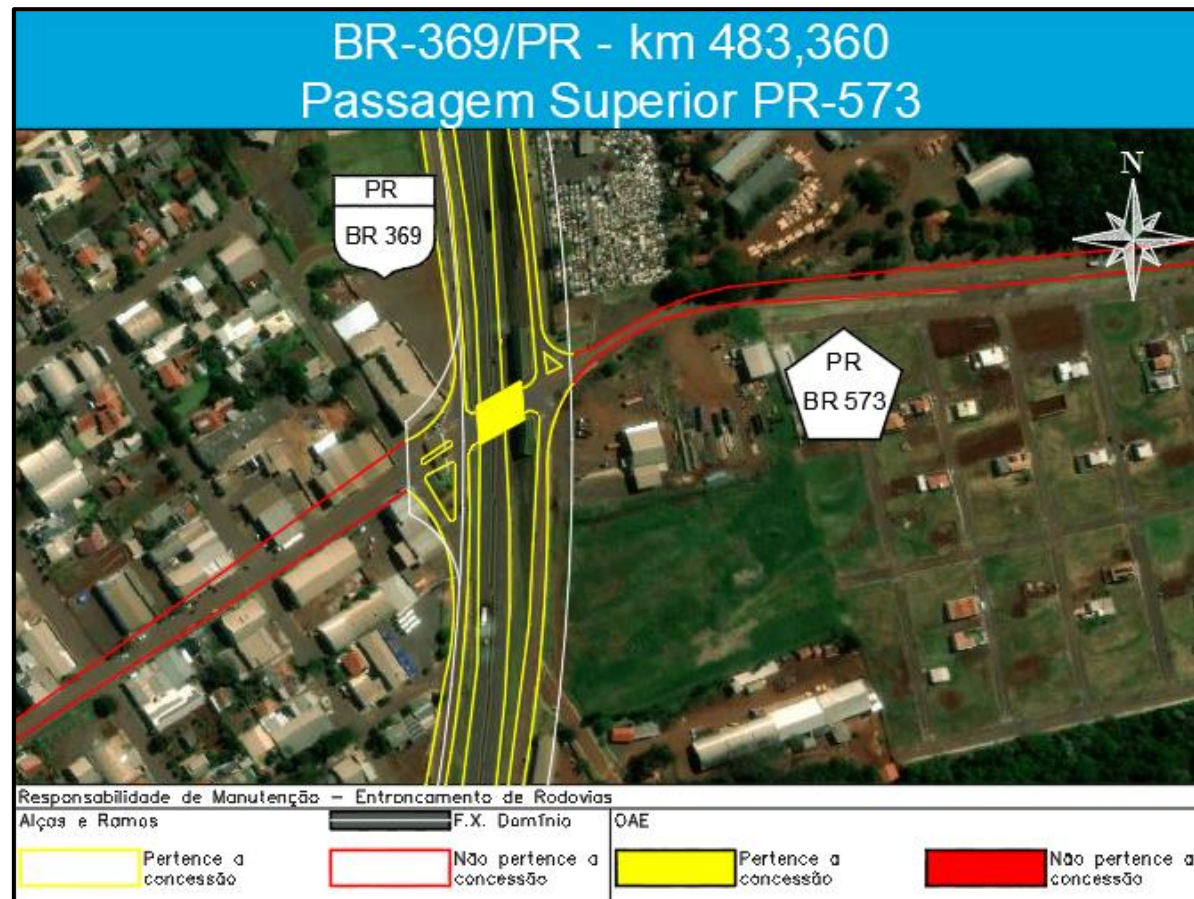 BR-369/PR - km 483,360
Passagem Superior PR-573
N
PR
BR 369
PR
BR 573
Responsabilidade de Manutenção – Entroncamento de Rodovias
Alças e Ramos
F.X. Domínio
OAE
Pertence a
concessão
Não pertence a
concessão
Pertence a
concessão
Não pertence a
concessão